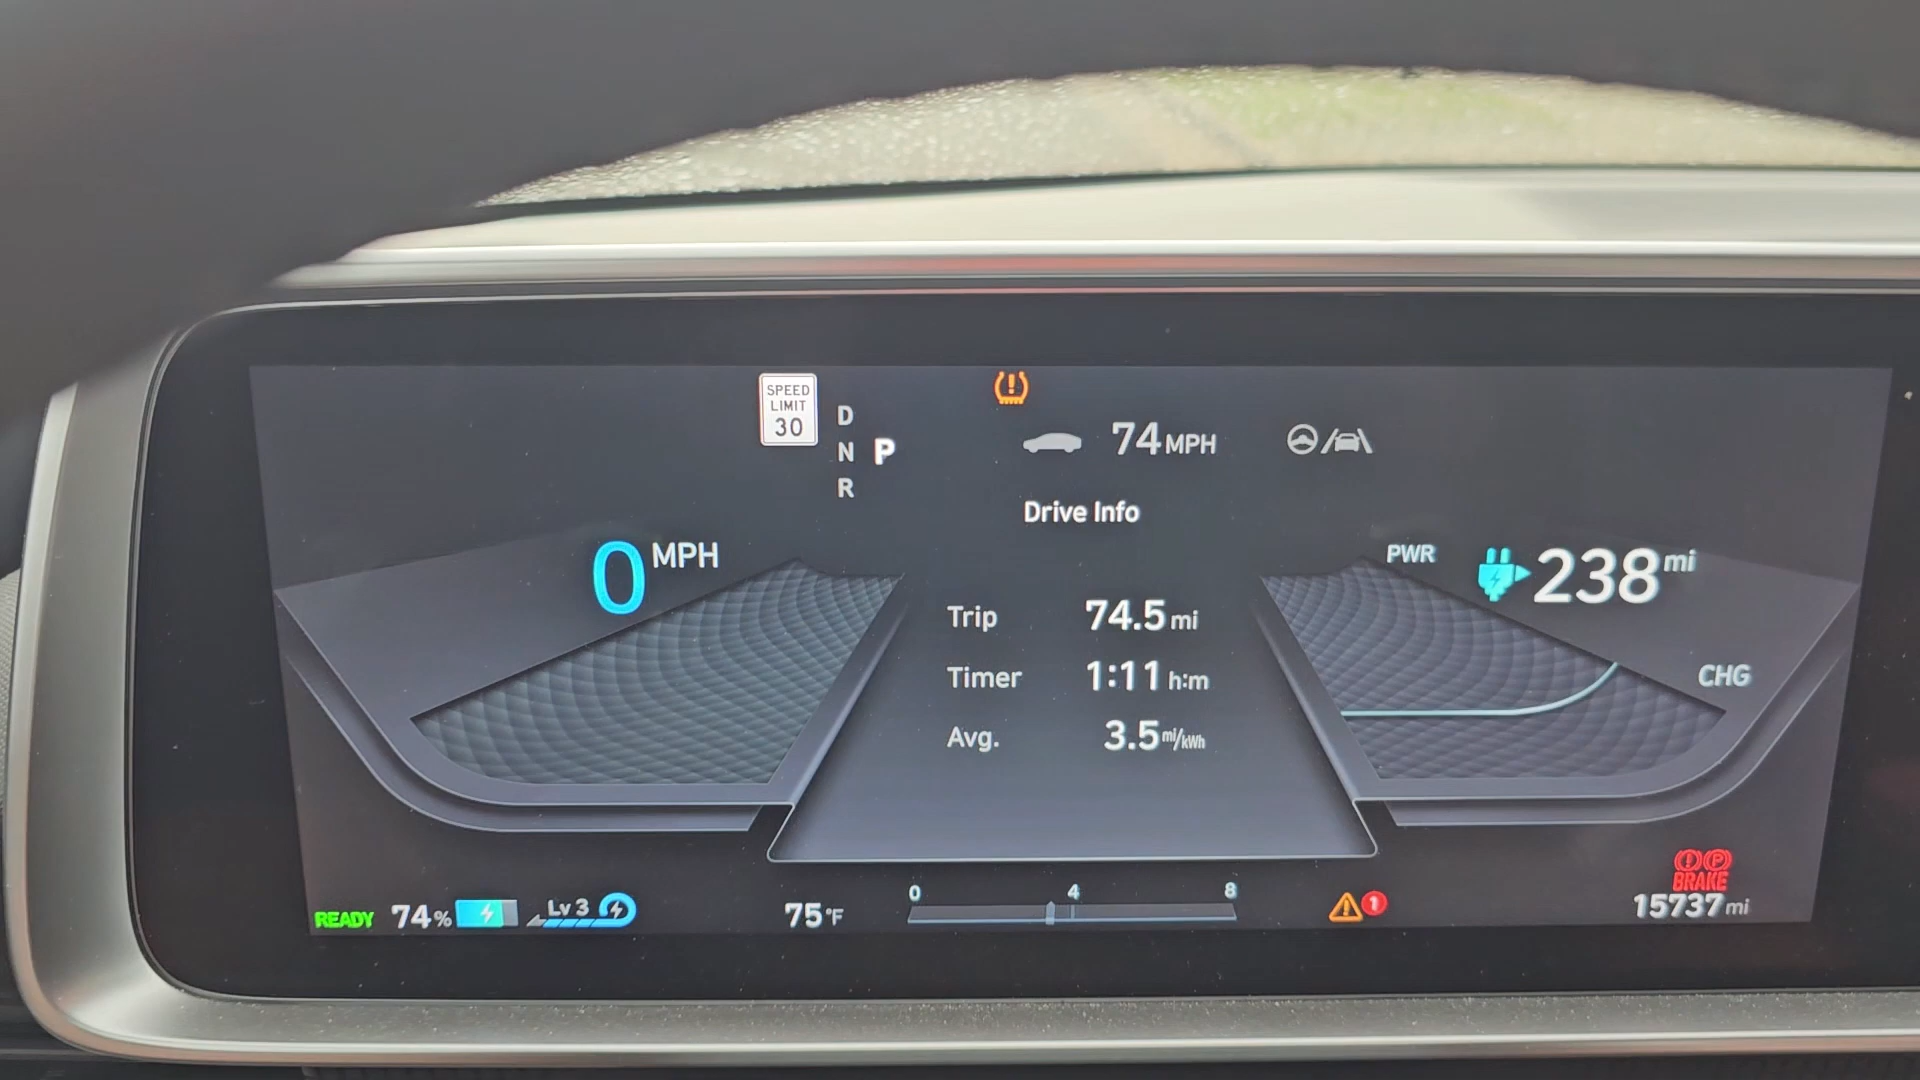 SPEED
LIMIT
30
D
N P
R
74 MPH
Drive Info
0 MPH
PWR
238 mi
Trip 74.5 mi
Timer 1:11 h:m
Avg. 3.5 mi/kWh
CHG
READY 74% Lv 3
75°F
0 4 8
1
P
BRAKE
15737 mi